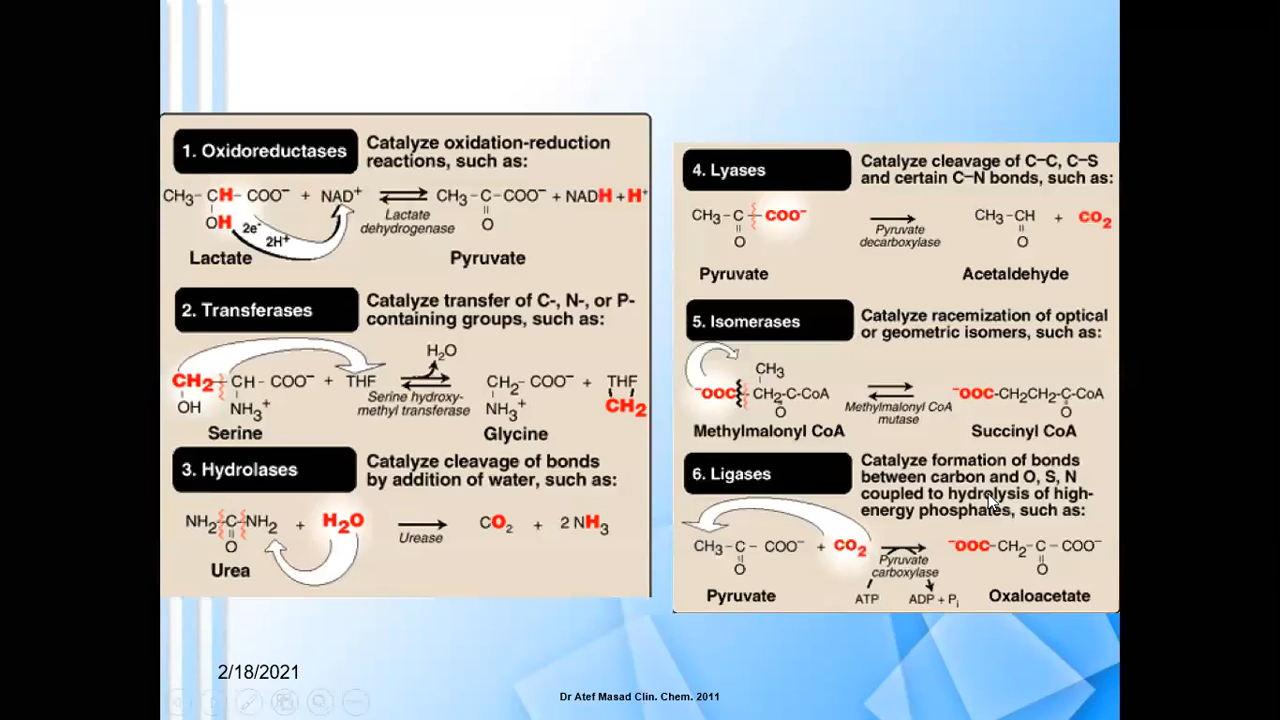 1. Oxidoreductases
Catalyze oxidation-reduction
reactions, such as:
CH₃ – CH – COO⁻ + NAD⁺ ⇌ CH₃ – C – COO⁻ + NADH + H⁺
OH
2e⁻
2H⁺
O
Lactate
dehydrogenase
Lactate
Pyruvate
2. Transferases
Catalyze transfer of C-, N-, or P-
containing groups, such as:
H₂O
CH₂ – CH – COO⁻ + THF ⇌ CH₂ – COO⁻ + THF
OH
NH₃⁺
Serine hydroxy-
methyl transferase
NH₃⁺
CH₂
Serine
Glycine
3. Hydrolases
Catalyze cleavage of bonds
by addition of water, such as:
NH₂ – C – NH₂ + H₂O → CO₂ + 2 NH₃
O
Urease
Urea
4. Lyases
Catalyze cleavage of C–C, C–S
and certain C–N bonds, such as:
CH₃ – C – COO⁻ → CH₃ – CH + CO₂
O
Pyruvate
decarboxylase
O
Pyruvate
Acetaldehyde
5. Isomerases
Catalyze racemization of optical
or geometric isomers, such as:
CH₃
⁻OOC CH₂–C–CoA ⇌ ⁻OOC–CH₂CH₂–C–CoA
O
Methylmalonyl CoA
mutase
O
Methylmalonyl CoA
Succinyl CoA
6. Ligases
Catalyze formation of bonds
between carbon and O, S, N
coupled to hydrolysis of high-
energy phosphates, such as:
CH₃ – C – COO⁻ + CO₂ → ⁻OOC–CH₂–C–COO⁻
O
Pyruvate
carboxylase
O
Pyruvate
ATP
ADP + Pᵢ
Oxaloacetate
2/18/2021
Dr Atef Masad Clin. Chem. 2011